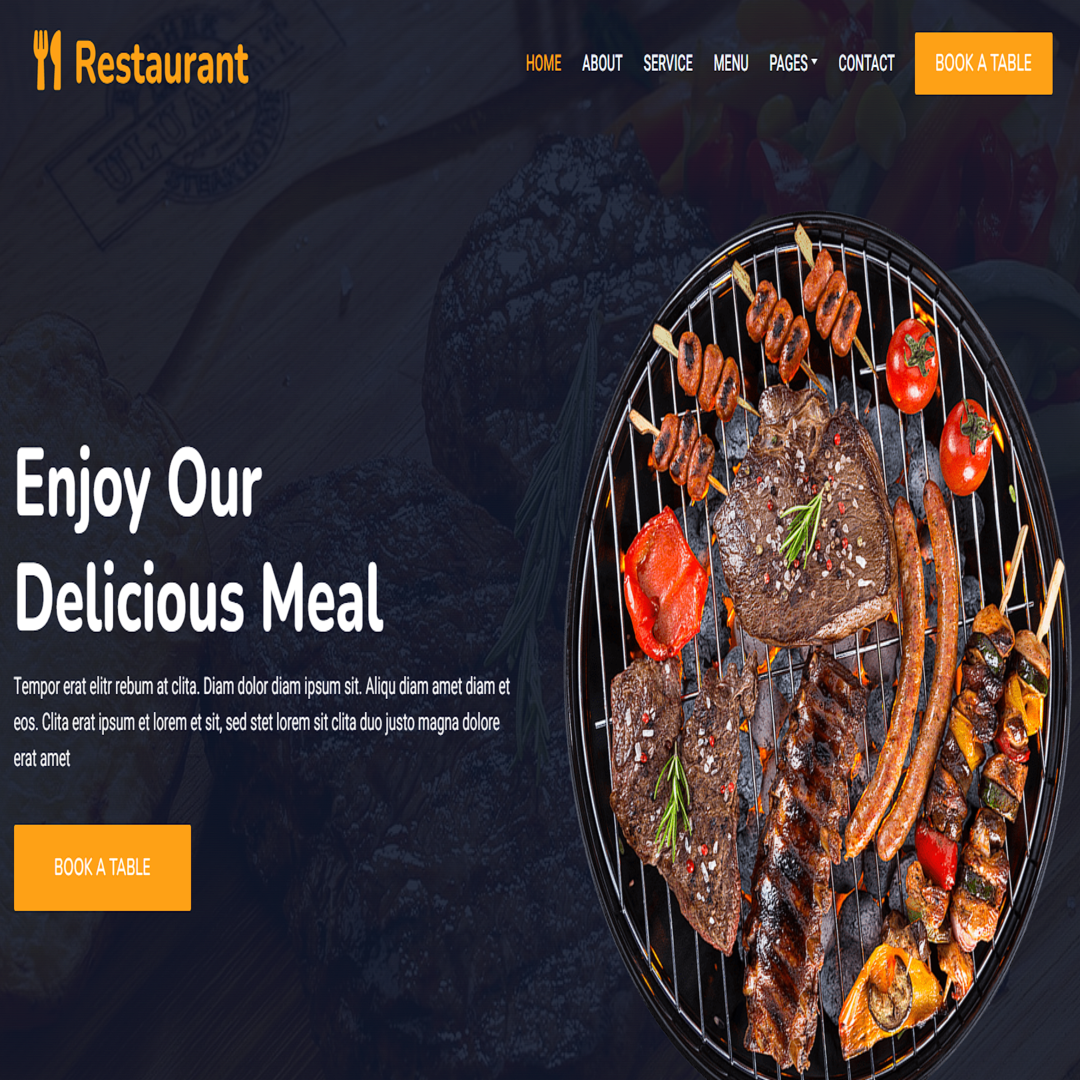 Restaurant
HOME ABOUT SERVICE MENU PAGES CONTACT BOOK A TABLE
Enjoy Our
Delicious Meal
Tempor erat elitr rebum at clita. Diam dolor diam ipsum sit. Aliqu diam amet diam et
eos. Clita erat ipsum et lorem et sit, sed stet lorem sit clita duo justo magna dolore
erat amet
BOOK A TABLE